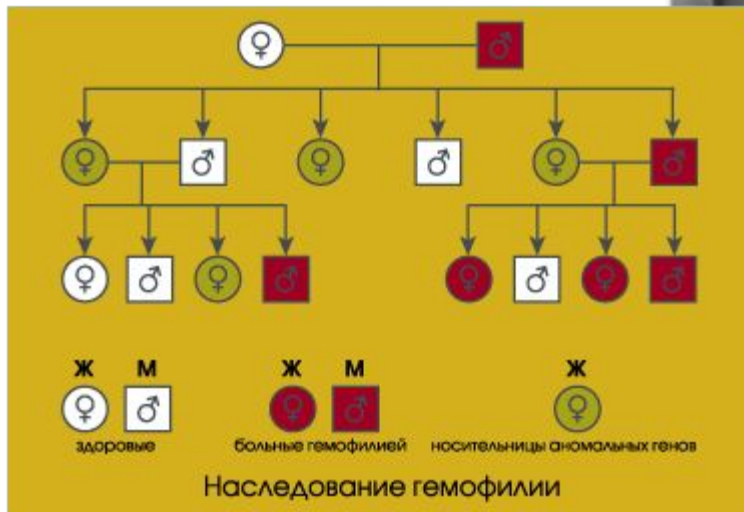 Ж М Ж М Ж
здоровые больные гемофилией носительницы аномальных генов
Наследование гемофилии